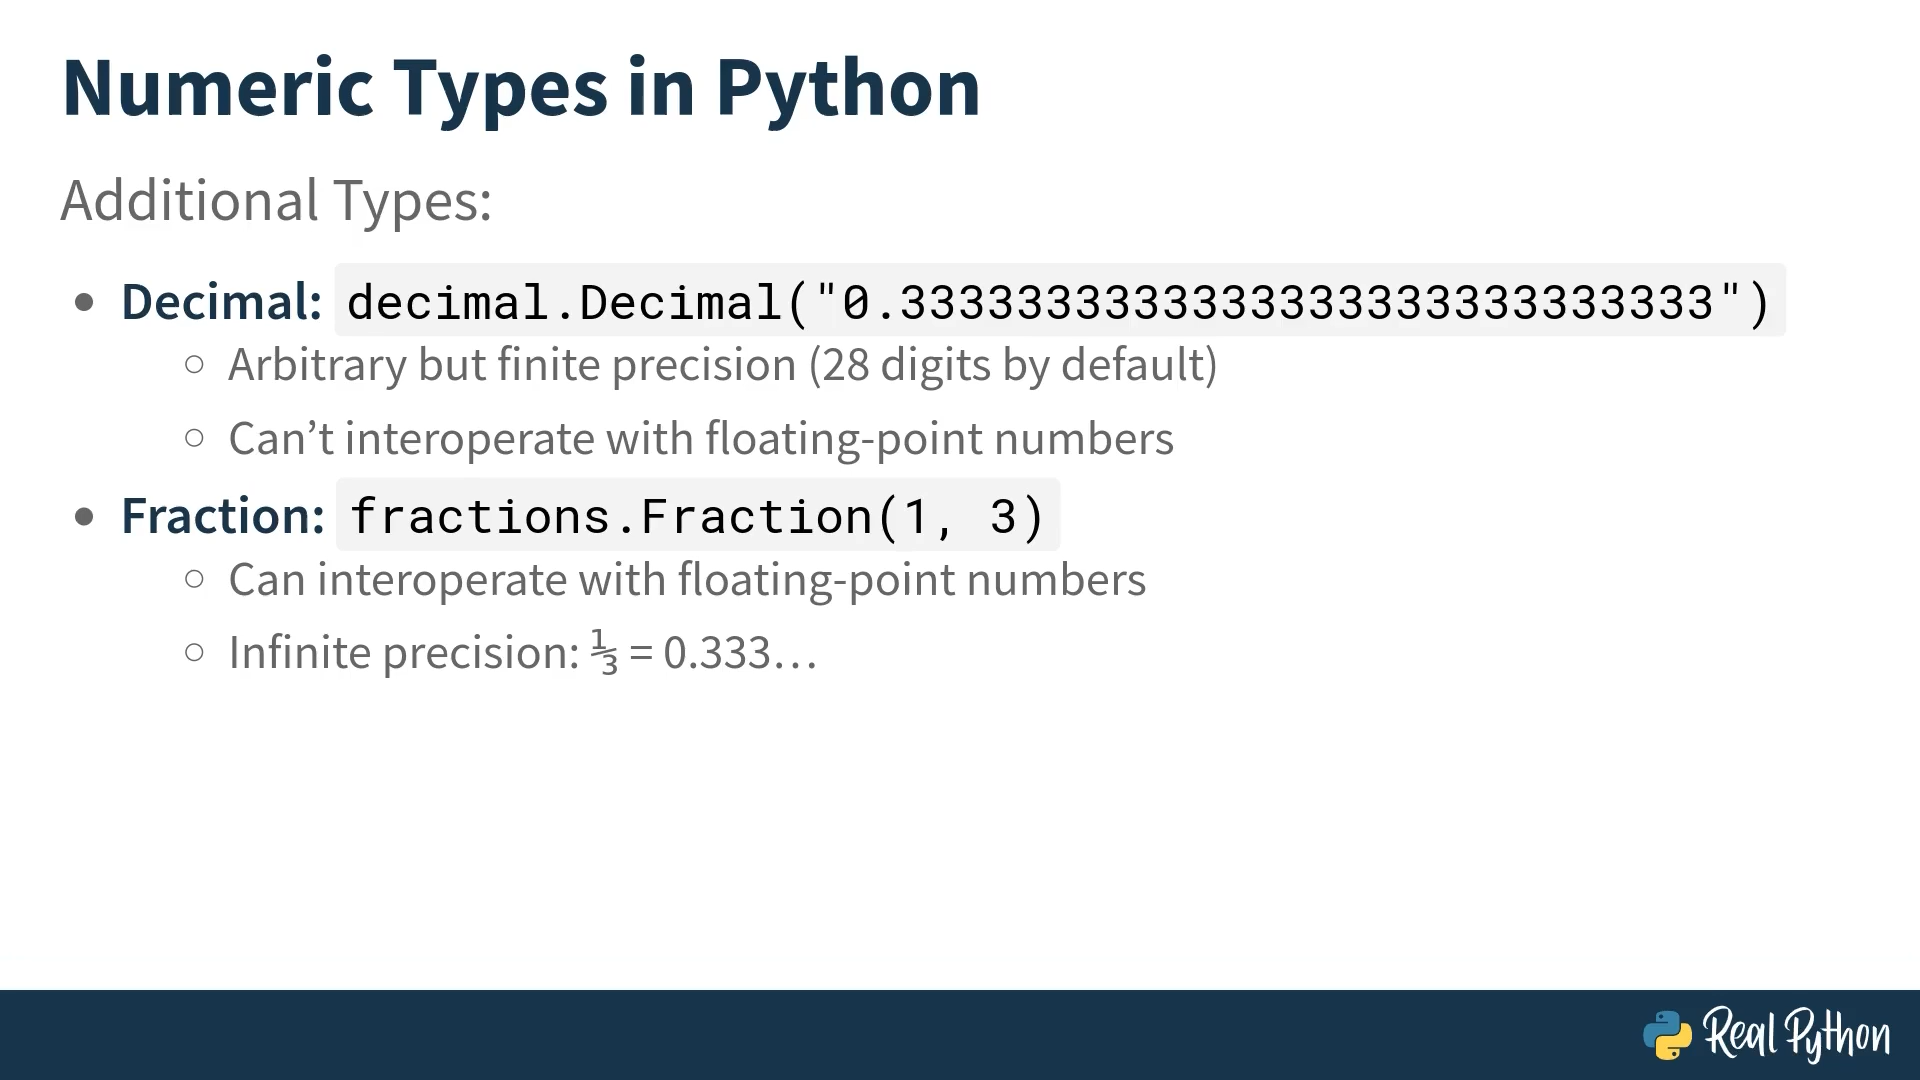 Numeric Types in Python
Additional Types:
• Decimal: decimal.Decimal("0.3333333333333333333333333333")
○ Arbitrary but finite precision (28 digits by default)
○ Can’t interoperate with floating-point numbers
• Fraction: fractions.Fraction(1, 3)
○ Can interoperate with floating-point numbers
○ Infinite precision: ⅓ = 0.333…
Real Python